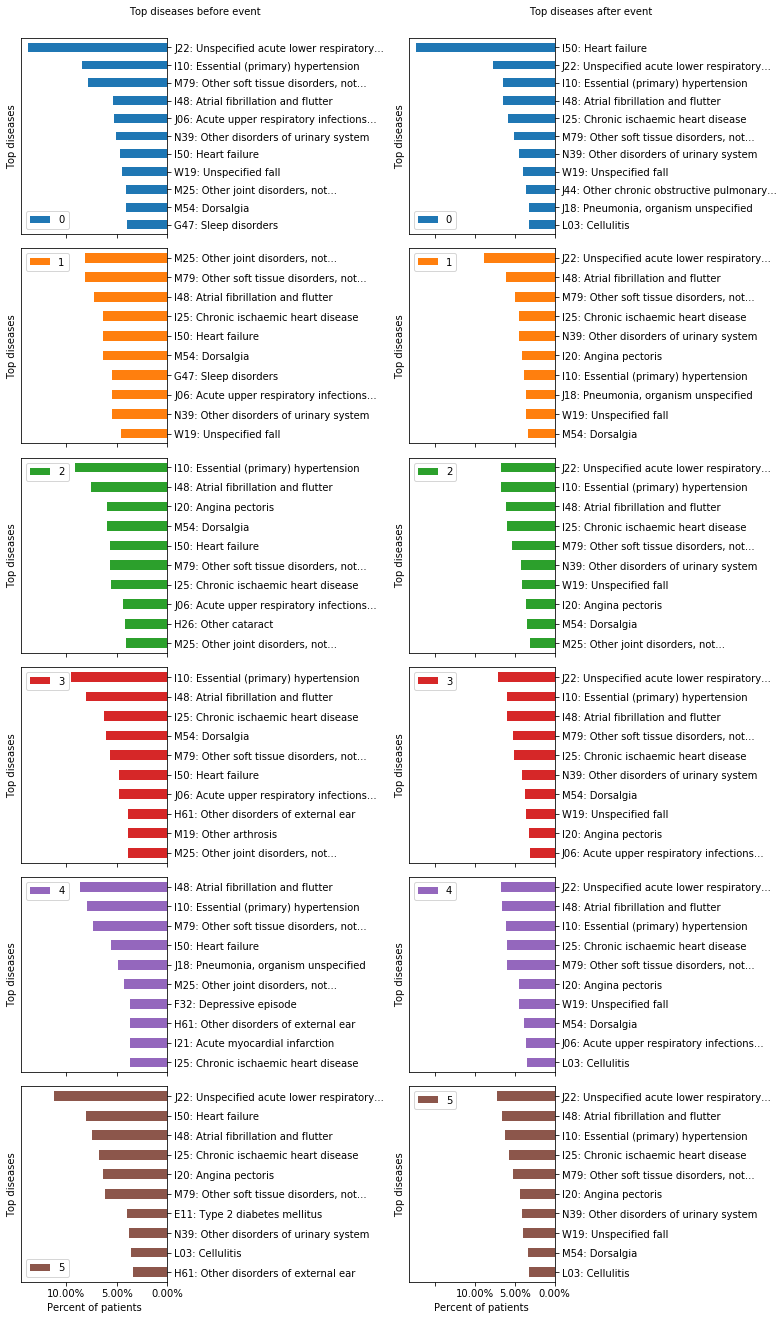 Top diseases before event
Top diseases after event
Top diseases
J22: Unspecified acute lower respiratory...
I10: Essential (primary) hypertension
M79: Other soft tissue disorders, not...
I48: Atrial fibrillation and flutter
J06: Acute upper respiratory infections...
N39: Other disorders of urinary system
I50: Heart failure
W19: Unspecified fall
M25: Other joint disorders, not...
M54: Dorsalgia
G47: Sleep disorders
0
Top diseases
I50: Heart failure
J22: Unspecified acute lower respiratory...
I10: Essential (primary) hypertension
I48: Atrial fibrillation and flutter
I25: Chronic ischaemic heart disease
M79: Other soft tissue disorders, not...
N39: Other disorders of urinary system
W19: Unspecified fall
J44: Other chronic obstructive pulmonary...
J18: Pneumonia, organism unspecified
L03: Cellulitis
0
Top diseases
1
M25: Other joint disorders, not...
M79: Other soft tissue disorders, not...
I48: Atrial fibrillation and flutter
I25: Chronic ischaemic heart disease
I50: Heart failure
M54: Dorsalgia
G47: Sleep disorders
J06: Acute upper respiratory infections...
N39: Other disorders of urinary system
W19: Unspecified fall
Top diseases
1
J22: Unspecified acute lower respiratory...
I48: Atrial fibrillation and flutter
M79: Other soft tissue disorders, not...
I25: Chronic ischaemic heart disease
N39: Other disorders of urinary system
I20: Angina pectoris
I10: Essential (primary) hypertension
J18: Pneumonia, organism unspecified
W19: Unspecified fall
M54: Dorsalgia
Top diseases
2
I10: Essential (primary) hypertension
I48: Atrial fibrillation and flutter
I20: Angina pectoris
M54: Dorsalgia
I50: Heart failure
M79: Other soft tissue disorders, not...
I25: Chronic ischaemic heart disease
J06: Acute upper respiratory infections...
H26: Other cataract
M25: Other joint disorders, not...
Top diseases
2
J22: Unspecified acute lower respiratory...
I10: Essential (primary) hypertension
I48: Atrial fibrillation and flutter
I25: Chronic ischaemic heart disease
M79: Other soft tissue disorders, not...
N39: Other disorders of urinary system
W19: Unspecified fall
I20: Angina pectoris
M54: Dorsalgia
M25: Other joint disorders, not...
Top diseases
3
I10: Essential (primary) hypertension
I48: Atrial fibrillation and flutter
I25: Chronic ischaemic heart disease
M54: Dorsalgia
M79: Other soft tissue disorders, not...
I50: Heart failure
J06: Acute upper respiratory infections...
H61: Other disorders of external ear
M19: Other arthrosis
M25: Other joint disorders, not...
Top diseases
3
J22: Unspecified acute lower respiratory...
I10: Essential (primary) hypertension
I48: Atrial fibrillation and flutter
M79: Other soft tissue disorders, not...
I25: Chronic ischaemic heart disease
N39: Other disorders of urinary system
M54: Dorsalgia
W19: Unspecified fall
I20: Angina pectoris
J06: Acute upper respiratory infections...
Top diseases
4
I48: Atrial fibrillation and flutter
I10: Essential (primary) hypertension
M79: Other soft tissue disorders, not...
I50: Heart failure
J18: Pneumonia, organism unspecified
M25: Other joint disorders, not...
F32: Depressive episode
H61: Other disorders of external ear
I21: Acute myocardial infarction
I25: Chronic ischaemic heart disease
Top diseases
4
J22: Unspecified acute lower respiratory...
I48: Atrial fibrillation and flutter
I10: Essential (primary) hypertension
I25: Chronic ischaemic heart disease
M79: Other soft tissue disorders, not...
I20: Angina pectoris
W19: Unspecified fall
M54: Dorsalgia
J06: Acute upper respiratory infections...
L03: Cellulitis
Top diseases
J22: Unspecified acute lower respiratory...
I50: Heart failure
I48: Atrial fibrillation and flutter
I25: Chronic ischaemic heart disease
I20: Angina pectoris
M79: Other soft tissue disorders, not...
E11: Type 2 diabetes mellitus
N39: Other disorders of urinary system
L03: Cellulitis
H61: Other disorders of external ear
5
10.00% 5.00% 0.00%
Percent of patients
Top diseases
5
J22: Unspecified acute lower respiratory...
I48: Atrial fibrillation and flutter
I10: Essential (primary) hypertension
I25: Chronic ischaemic heart disease
M79: Other soft tissue disorders, not...
I20: Angina pectoris
N39: Other disorders of urinary system
W19: Unspecified fall
M54: Dorsalgia
L03: Cellulitis
10.00% 5.00% 0.00%
Percent of patients